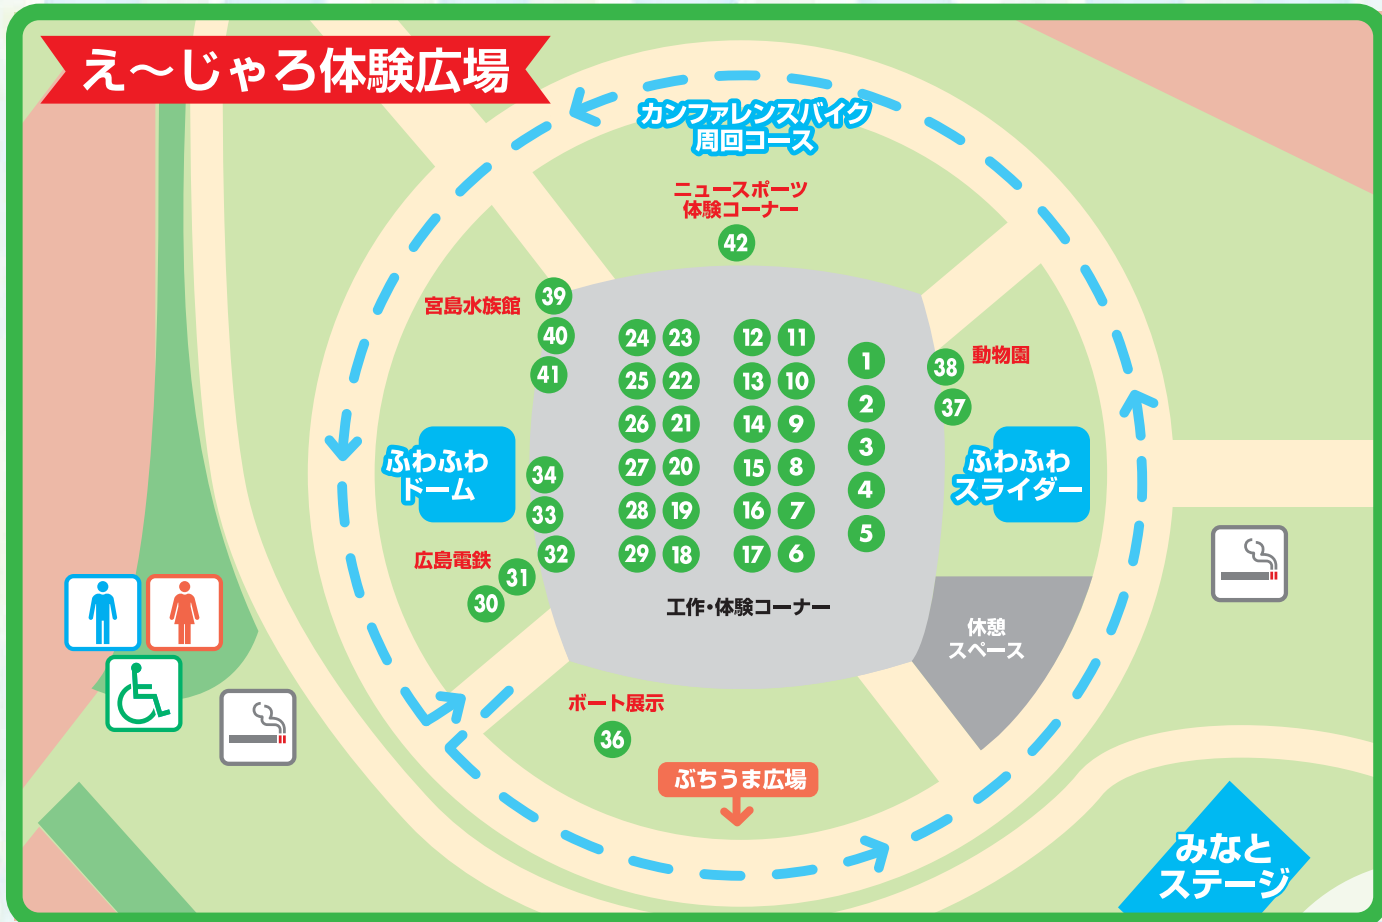 え〜じゃろ体験広場
カンファレンスバイク
周回コース
ニュースポーツ
体験コーナー
42
宮島水族館
39
40
41
24 23 12 11
25 22 13 10
26 21 14 9
27 20 15 8
28 19 16 7
29 18 17 6
1
2
3
4
5
38
動物園
37
ふわふわ
ドーム
34
33
32
31
30
広島電鉄
ふわふわ
スライダー
工作・体験コーナー
休憩
スペース
ボート展示
36
ぶちうま広場
みなと
ステージ